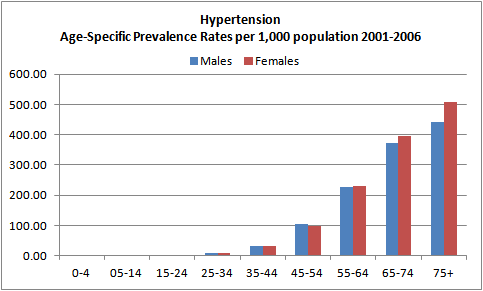 Hypertension
Age-Specific Prevalence Rates per 1,000 population 2001-2006
Males Females
600.00
500.00
400.00
300.00
200.00
100.00
0.00
0-4 05-14 15-24 25-34 35-44 45-54 55-64 65-74 75+